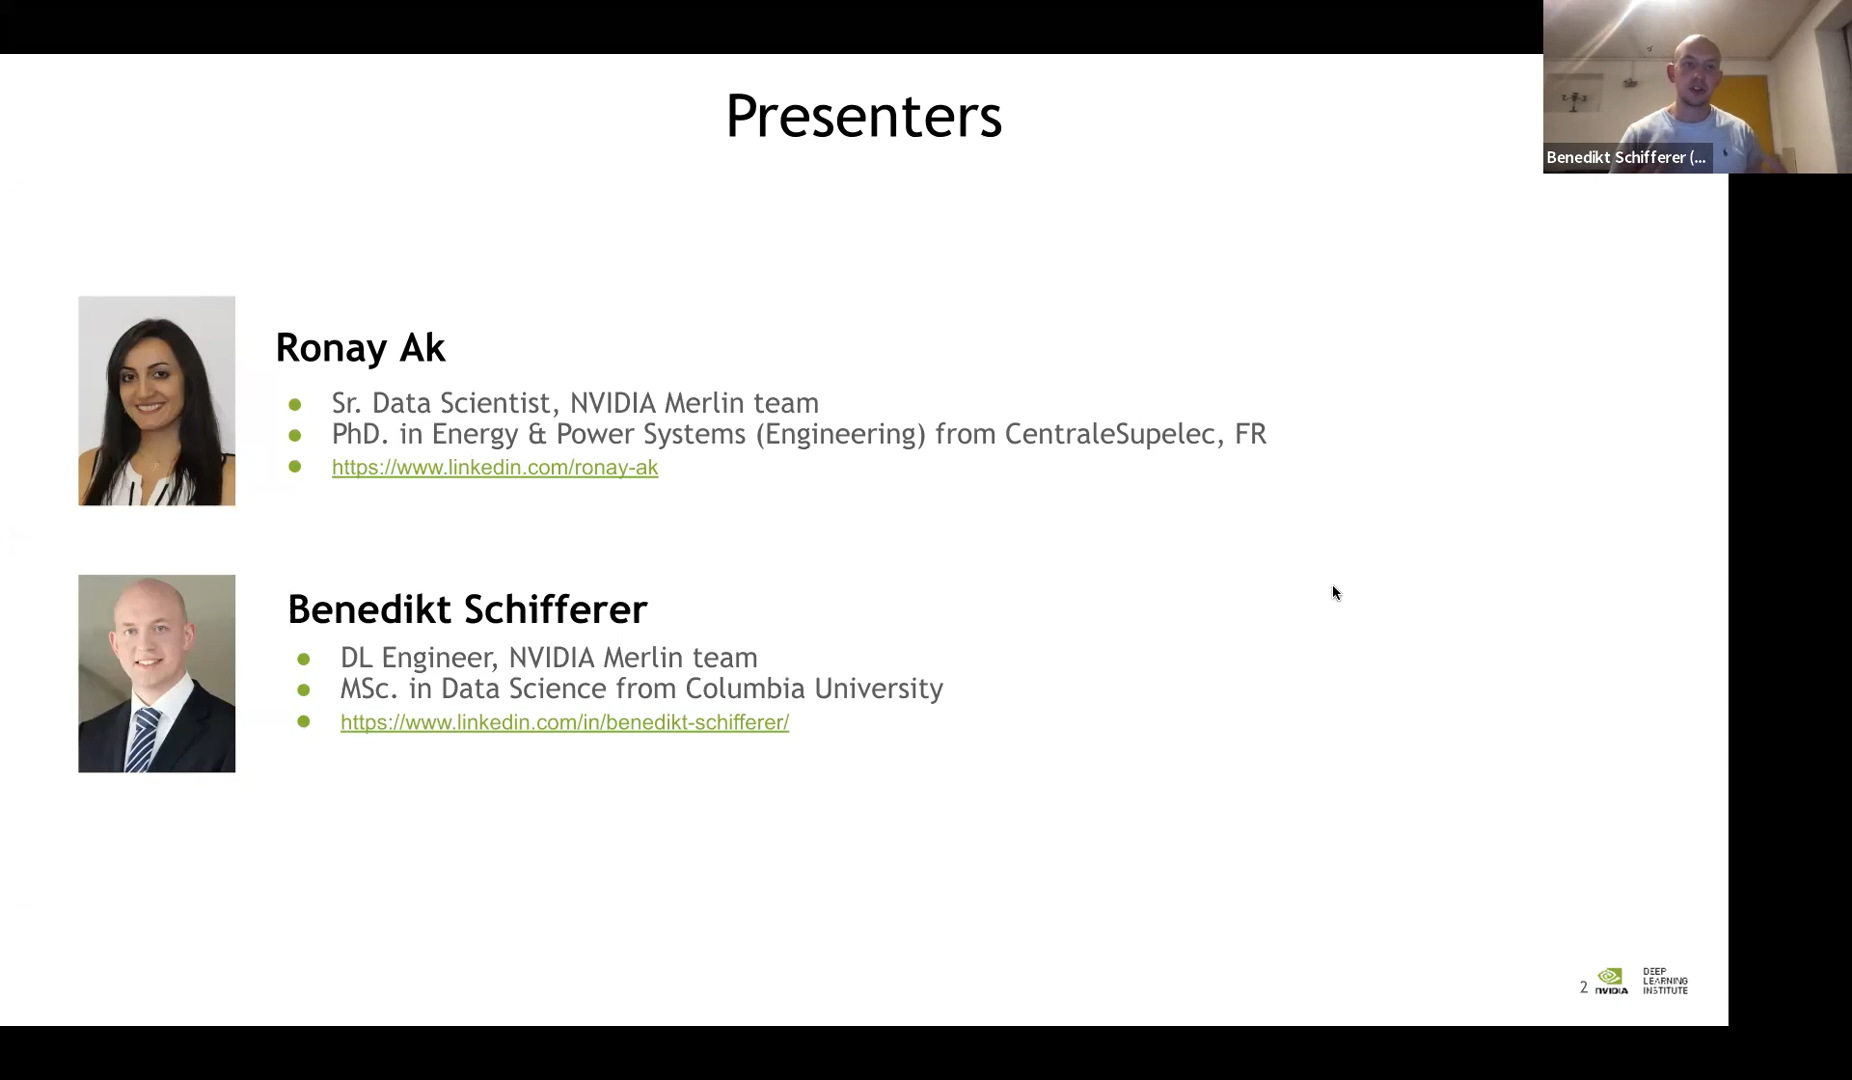 Presenters
Benedikt Schifferer (...
Ronay Ak
Sr. Data Scientist, NVIDIA Merlin team
PhD. in Energy & Power Systems (Engineering) from CentraleSupelec, FR
https://www.linkedin.com/ronay-ak
Benedikt Schifferer
DL Engineer, NVIDIA Merlin team
MSc. in Data Science from Columbia University
https://www.linkedin.com/in/benedikt-schifferer/
2
NVIDIA
DEEP
LEARNING
INSTITUTE